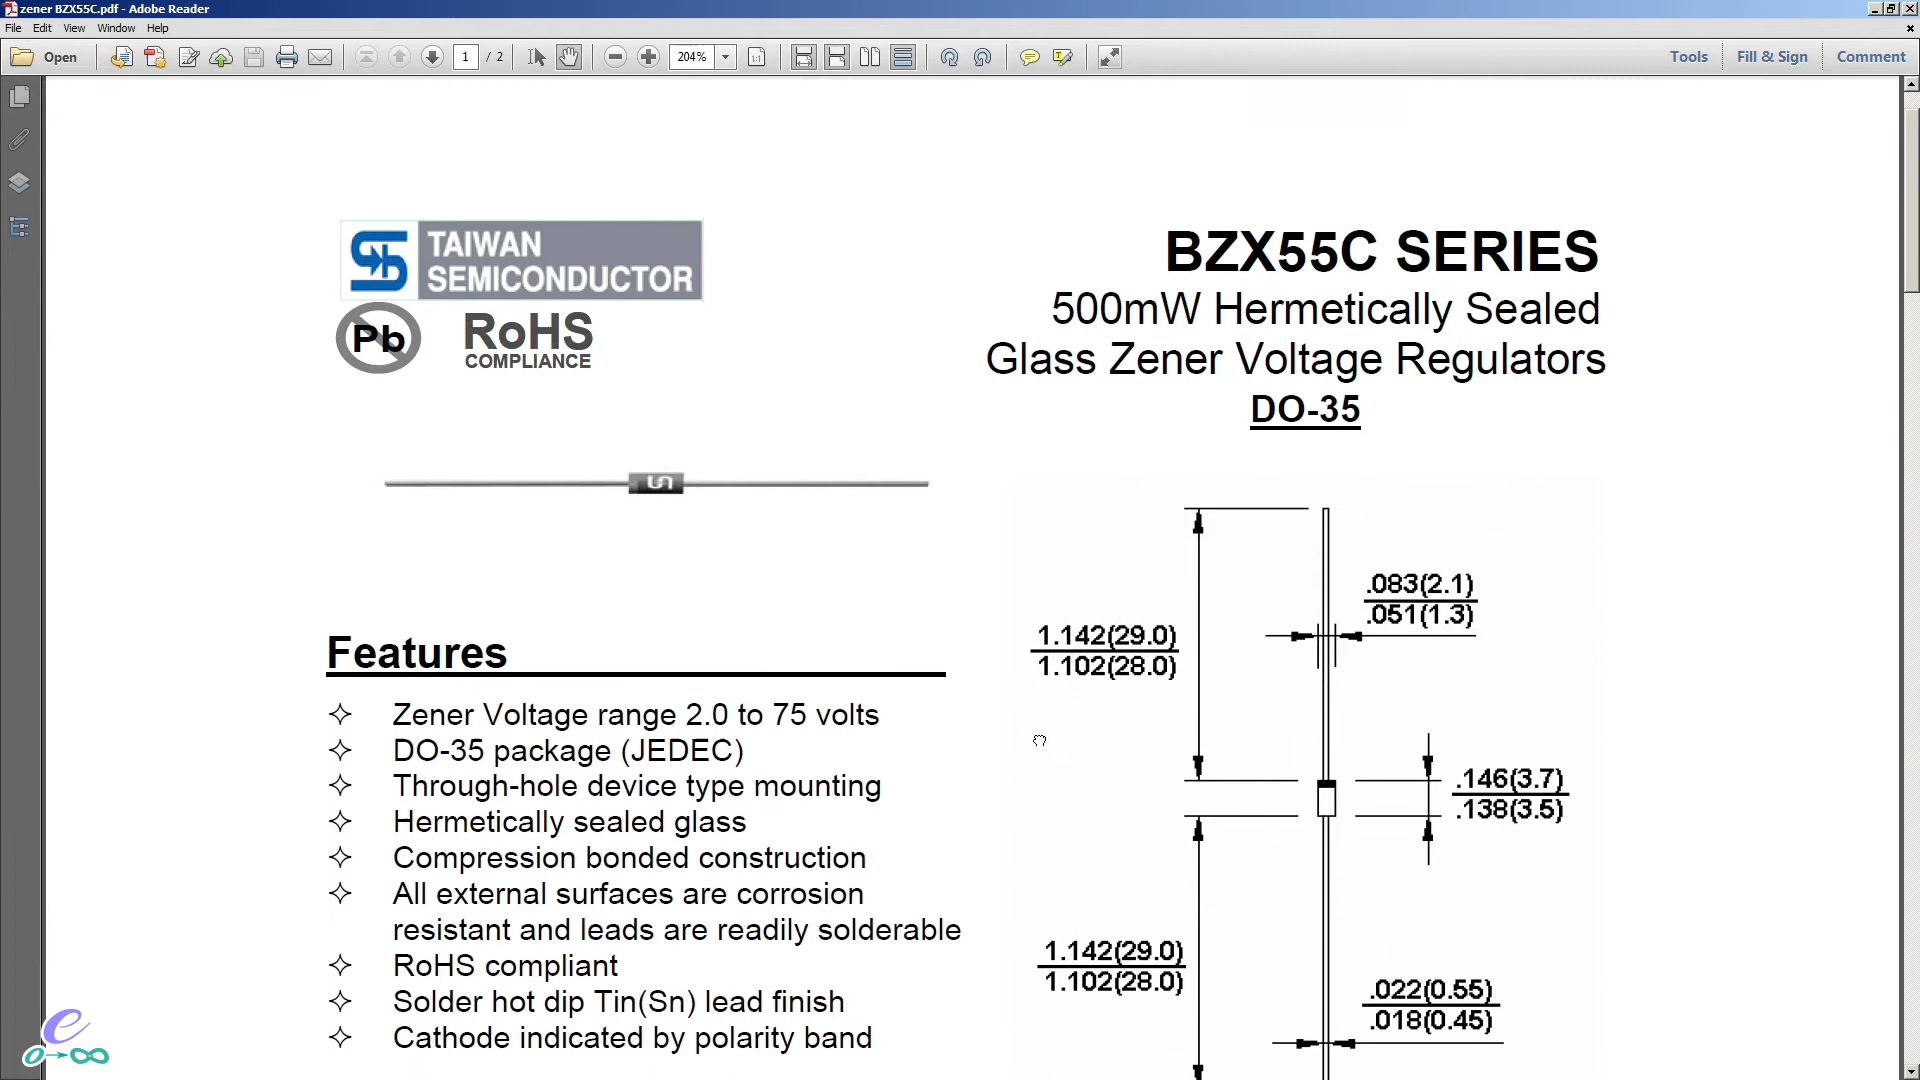 zener BZX55C.pdf - Adobe Reader
File Edit View Window Help
Open 1 / 2 204% Tools Fill & Sign Comment
TAIWAN
SEMICONDUCTOR
Pb
RoHS
COMPLIANCE
BZX55C SERIES
500mW Hermetically Sealed
Glass Zener Voltage Regulators
DO-35
Features
Zener Voltage range 2.0 to 75 volts
DO-35 package (JEDEC)
Through-hole device type mounting
Hermetically sealed glass
Compression bonded construction
All external surfaces are corrosion
resistant and leads are readily solderable
RoHS compliant
Solder hot dip Tin(Sn) lead finish
Cathode indicated by polarity band
.083(2.1)
.051(1.3)
1.142(29.0)
1.102(28.0)
.146(3.7)
.138(3.5)
1.142(29.0)
1.102(28.0)
.022(0.55)
.018(0.45)